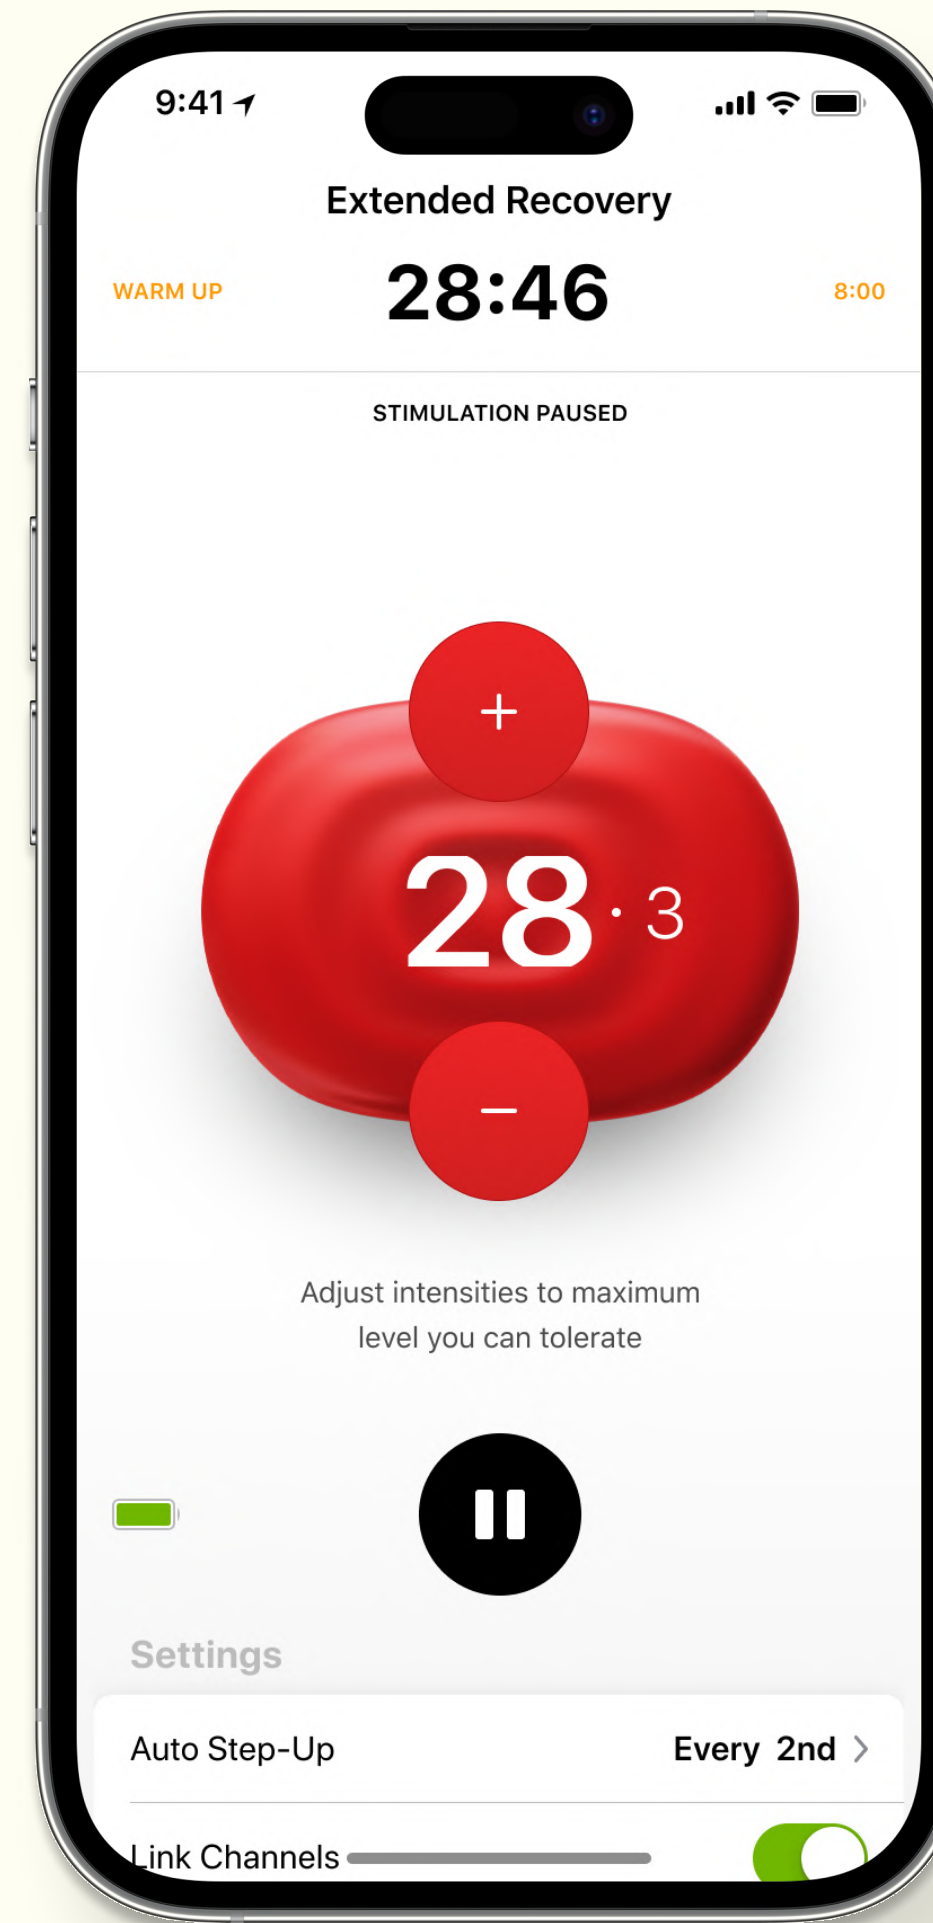 9:41
Extended Recovery
WARM UP 28:46 8:00
STIMULATION PAUSED
+
28 · 3
−
Adjust intensities to maximum
level you can tolerate
Settings
Auto Step-Up Every 2nd
Link Channels